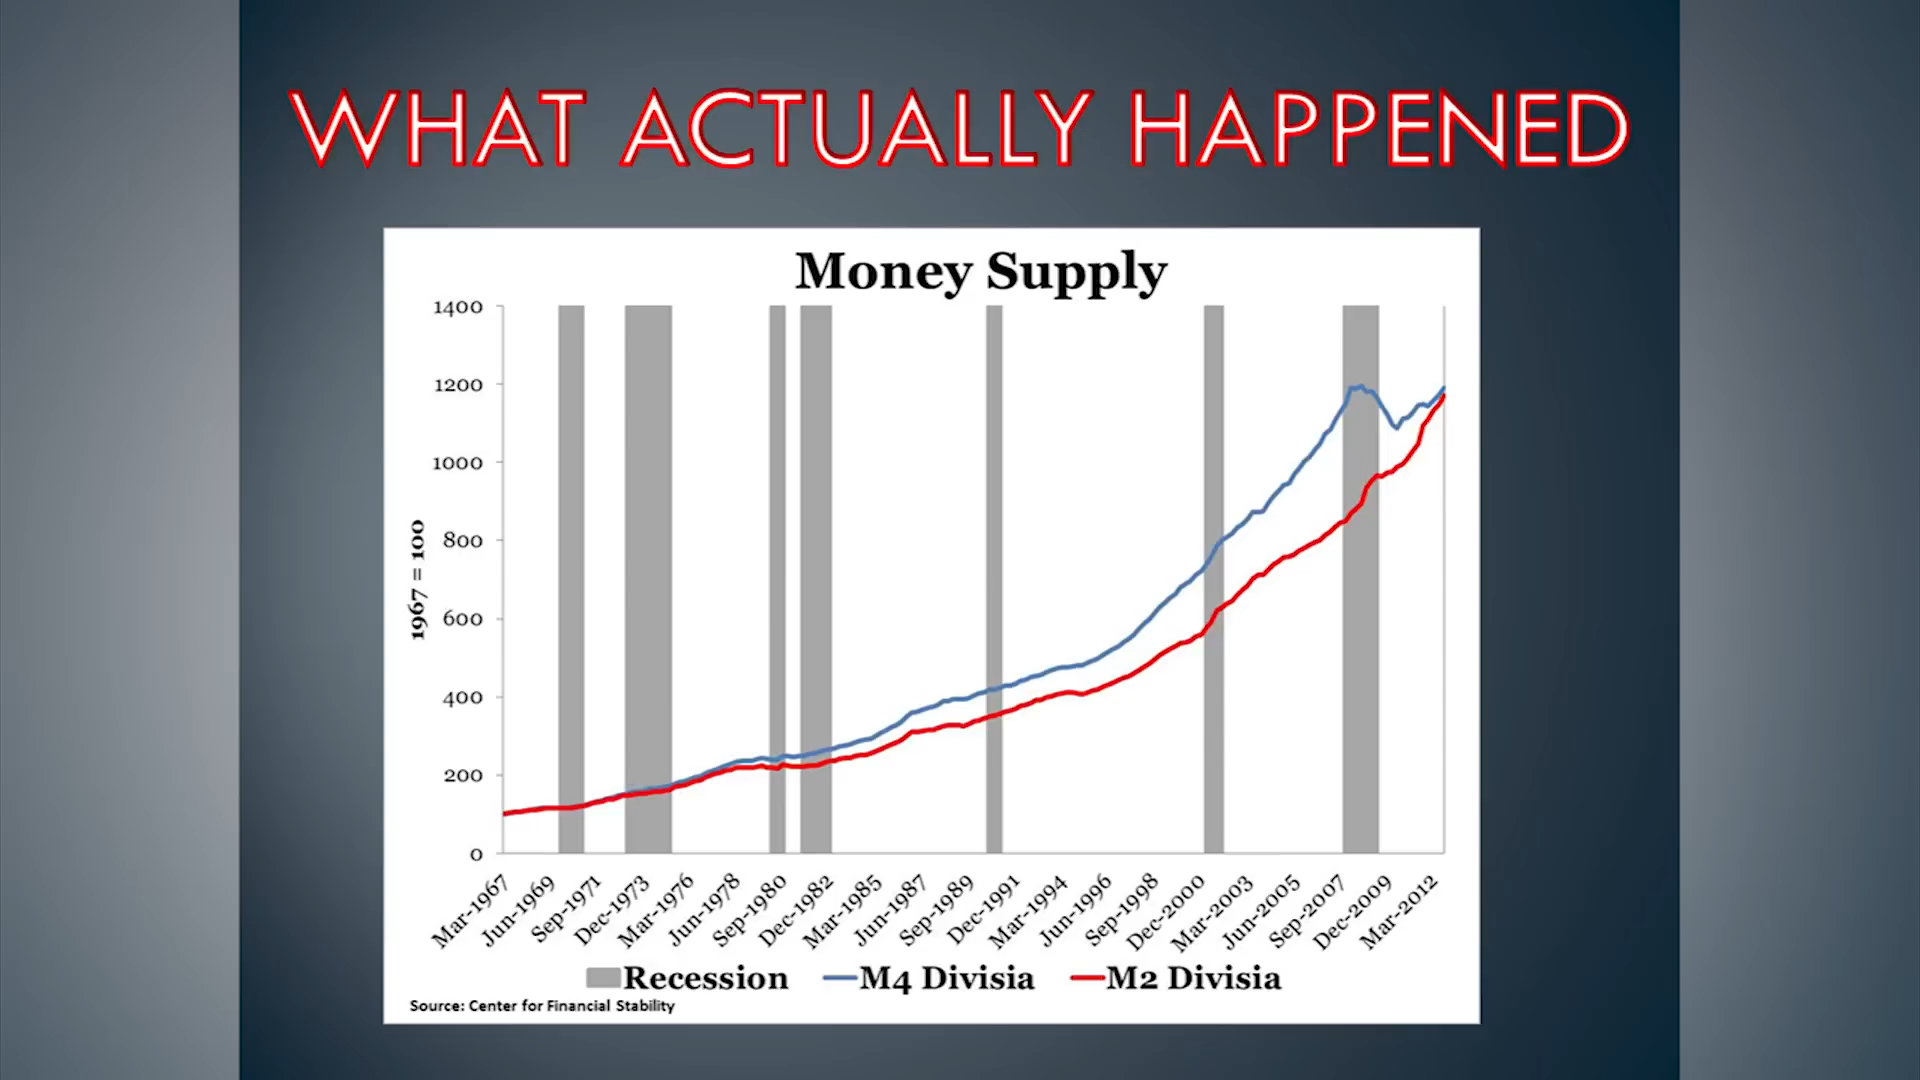 WHAT ACTUALLY HAPPENED
Money Supply
1400
1200
1000
800
600
400
200
0
1967 = 100
Mar-1967
Jun-1969
Sep-1971
Dec-1973
Mar-1976
Jun-1978
Sep-1980
Dec-1982
Mar-1985
Jun-1987
Sep-1989
Dec-1991
Mar-1994
Jun-1996
Sep-1998
Dec-2000
Mar-2003
Jun-2005
Sep-2007
Dec-2009
Mar-2012
Recession M4 Divisia M2 Divisia
Source: Center for Financial Stability